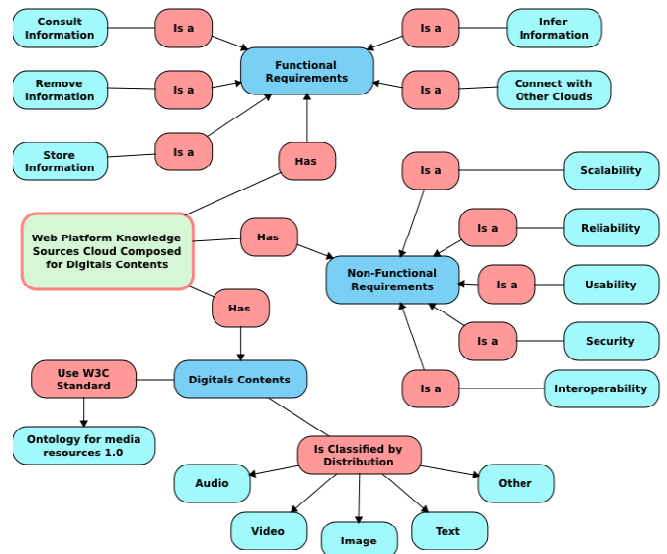 Consult
Information
Is a
Is a
Infer
Information
Functional
Requirements
Remove
Information
Is a
Is a
Connect with
Other Clouds
Store
Information
Is a
Has
Is a
Scalability
Web Platform Knowledge
Sources Cloud Composed
for Digitals Contents
Has
Is a
Reliability
Non-Functional
Requirements
Is a
Usability
Has
Is a
Security
Use W3C
Standard
Digitals Contents
Is a
Interoperability
Ontology for media
resources 1.0
Is Classified by
Distribution
Audio
Other
Video
Image
Text